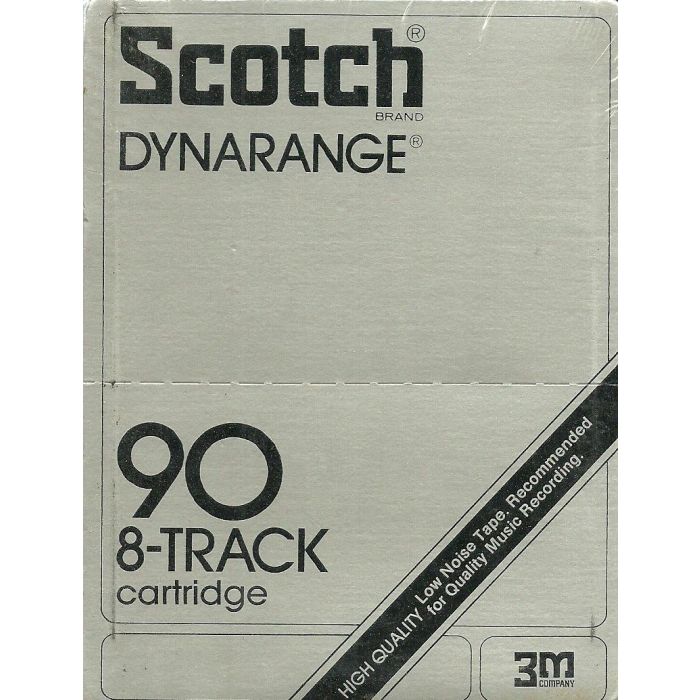 Scotch®
BRAND
DYNARANGE®
90
8-TRACK
cartridge
HIGH QUALITY Low Noise Tape. Recommended
for Quality Music Recording.
3M
COMPANY